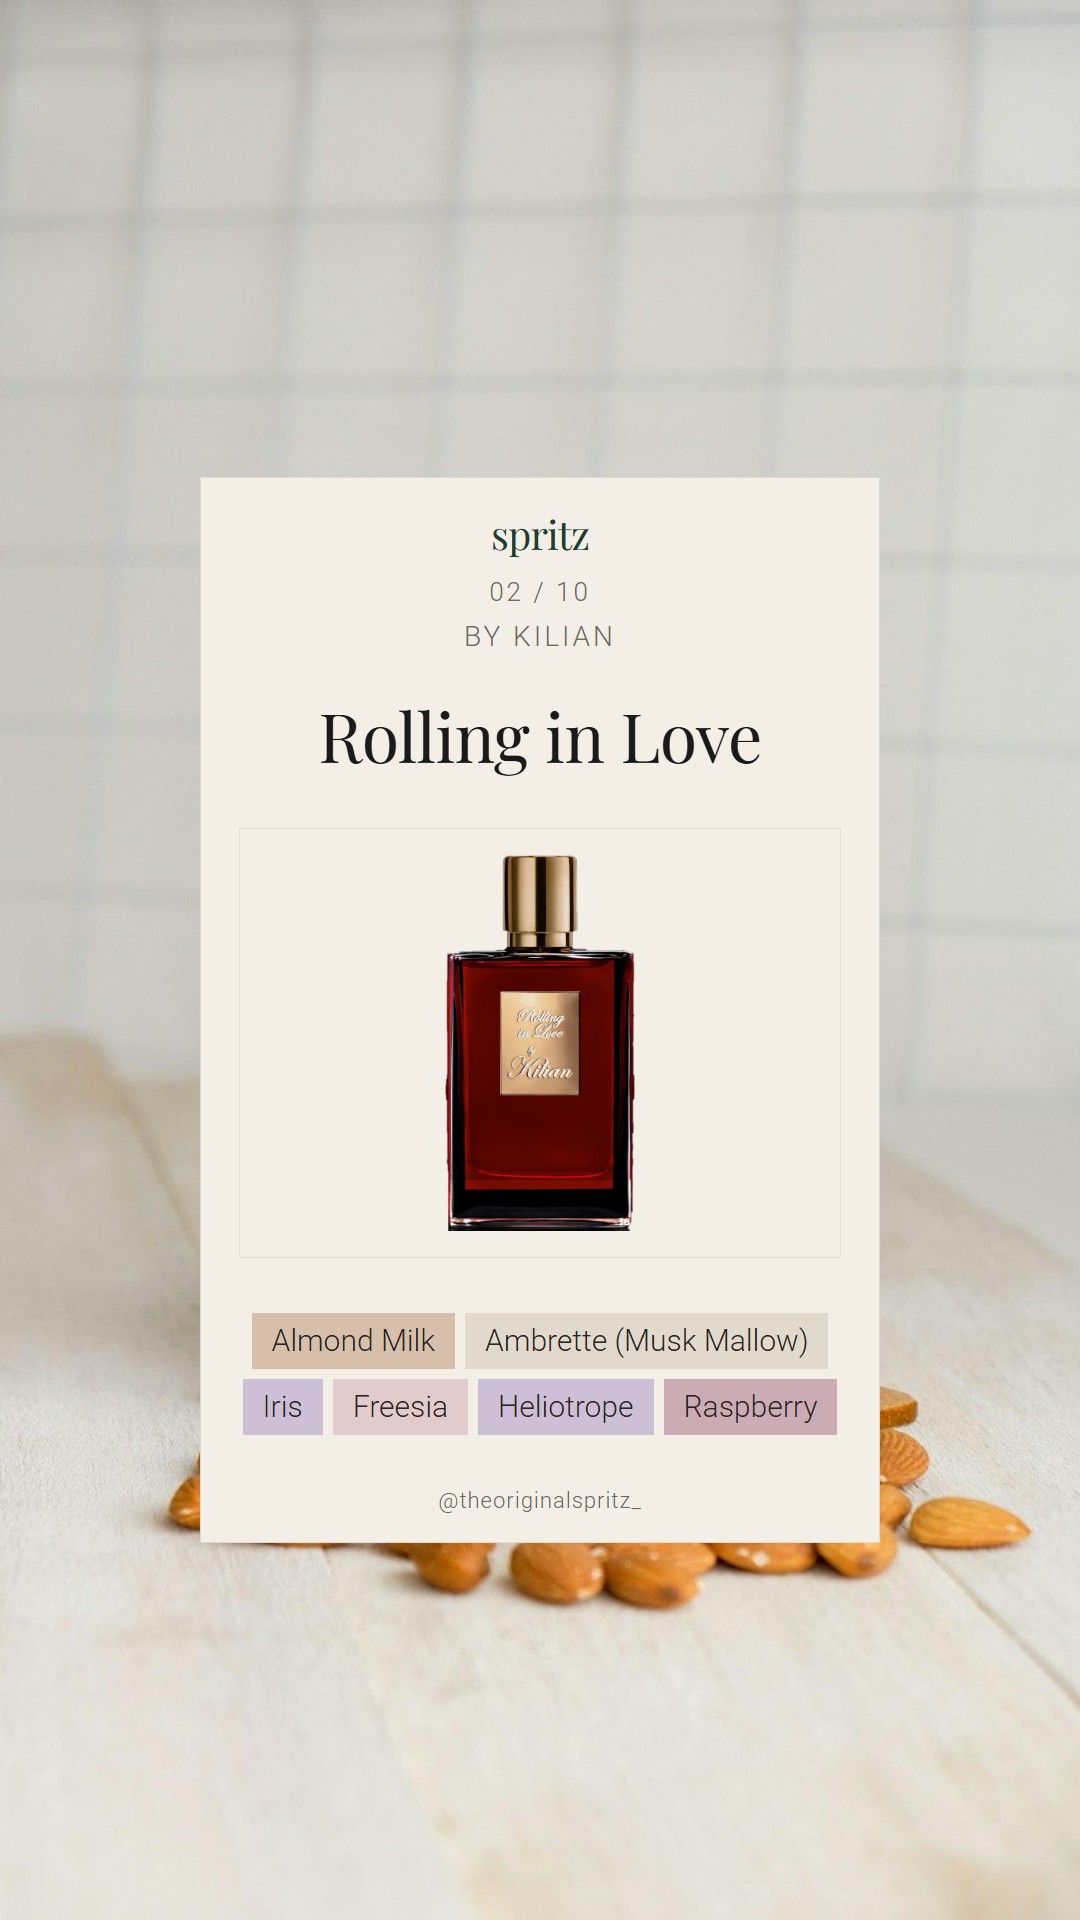 spritz
02 / 10
BY KILIAN
Rolling in Love
Rolling
in Love
by
Kilian
Almond Milk Ambrette (Musk Mallow)
Iris Freesia Heliotrope Raspberry
@theoriginalspritz_